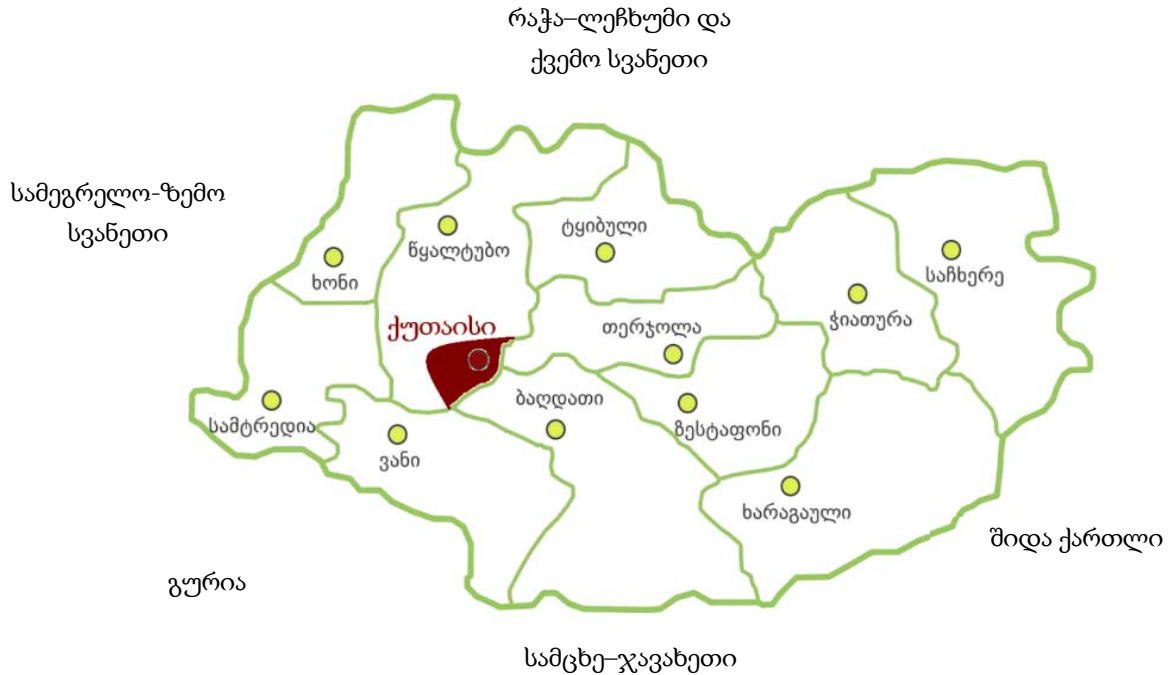 რაჭა–ლეჩხუმი და
ქვემო სვანეთი
სამეგრელო-ზემო
სვანეთი
წყალტუბო
ტყიბული
ხონი
საჩხერე
ჭიათურა
ქუთაისი
თერჯოლა
ბაღდათი
სამტრედია
ზესტაფონი
ვანი
ხარაგაული
შიდა ქართლი
გურია
სამცხე–ჯავახეთი